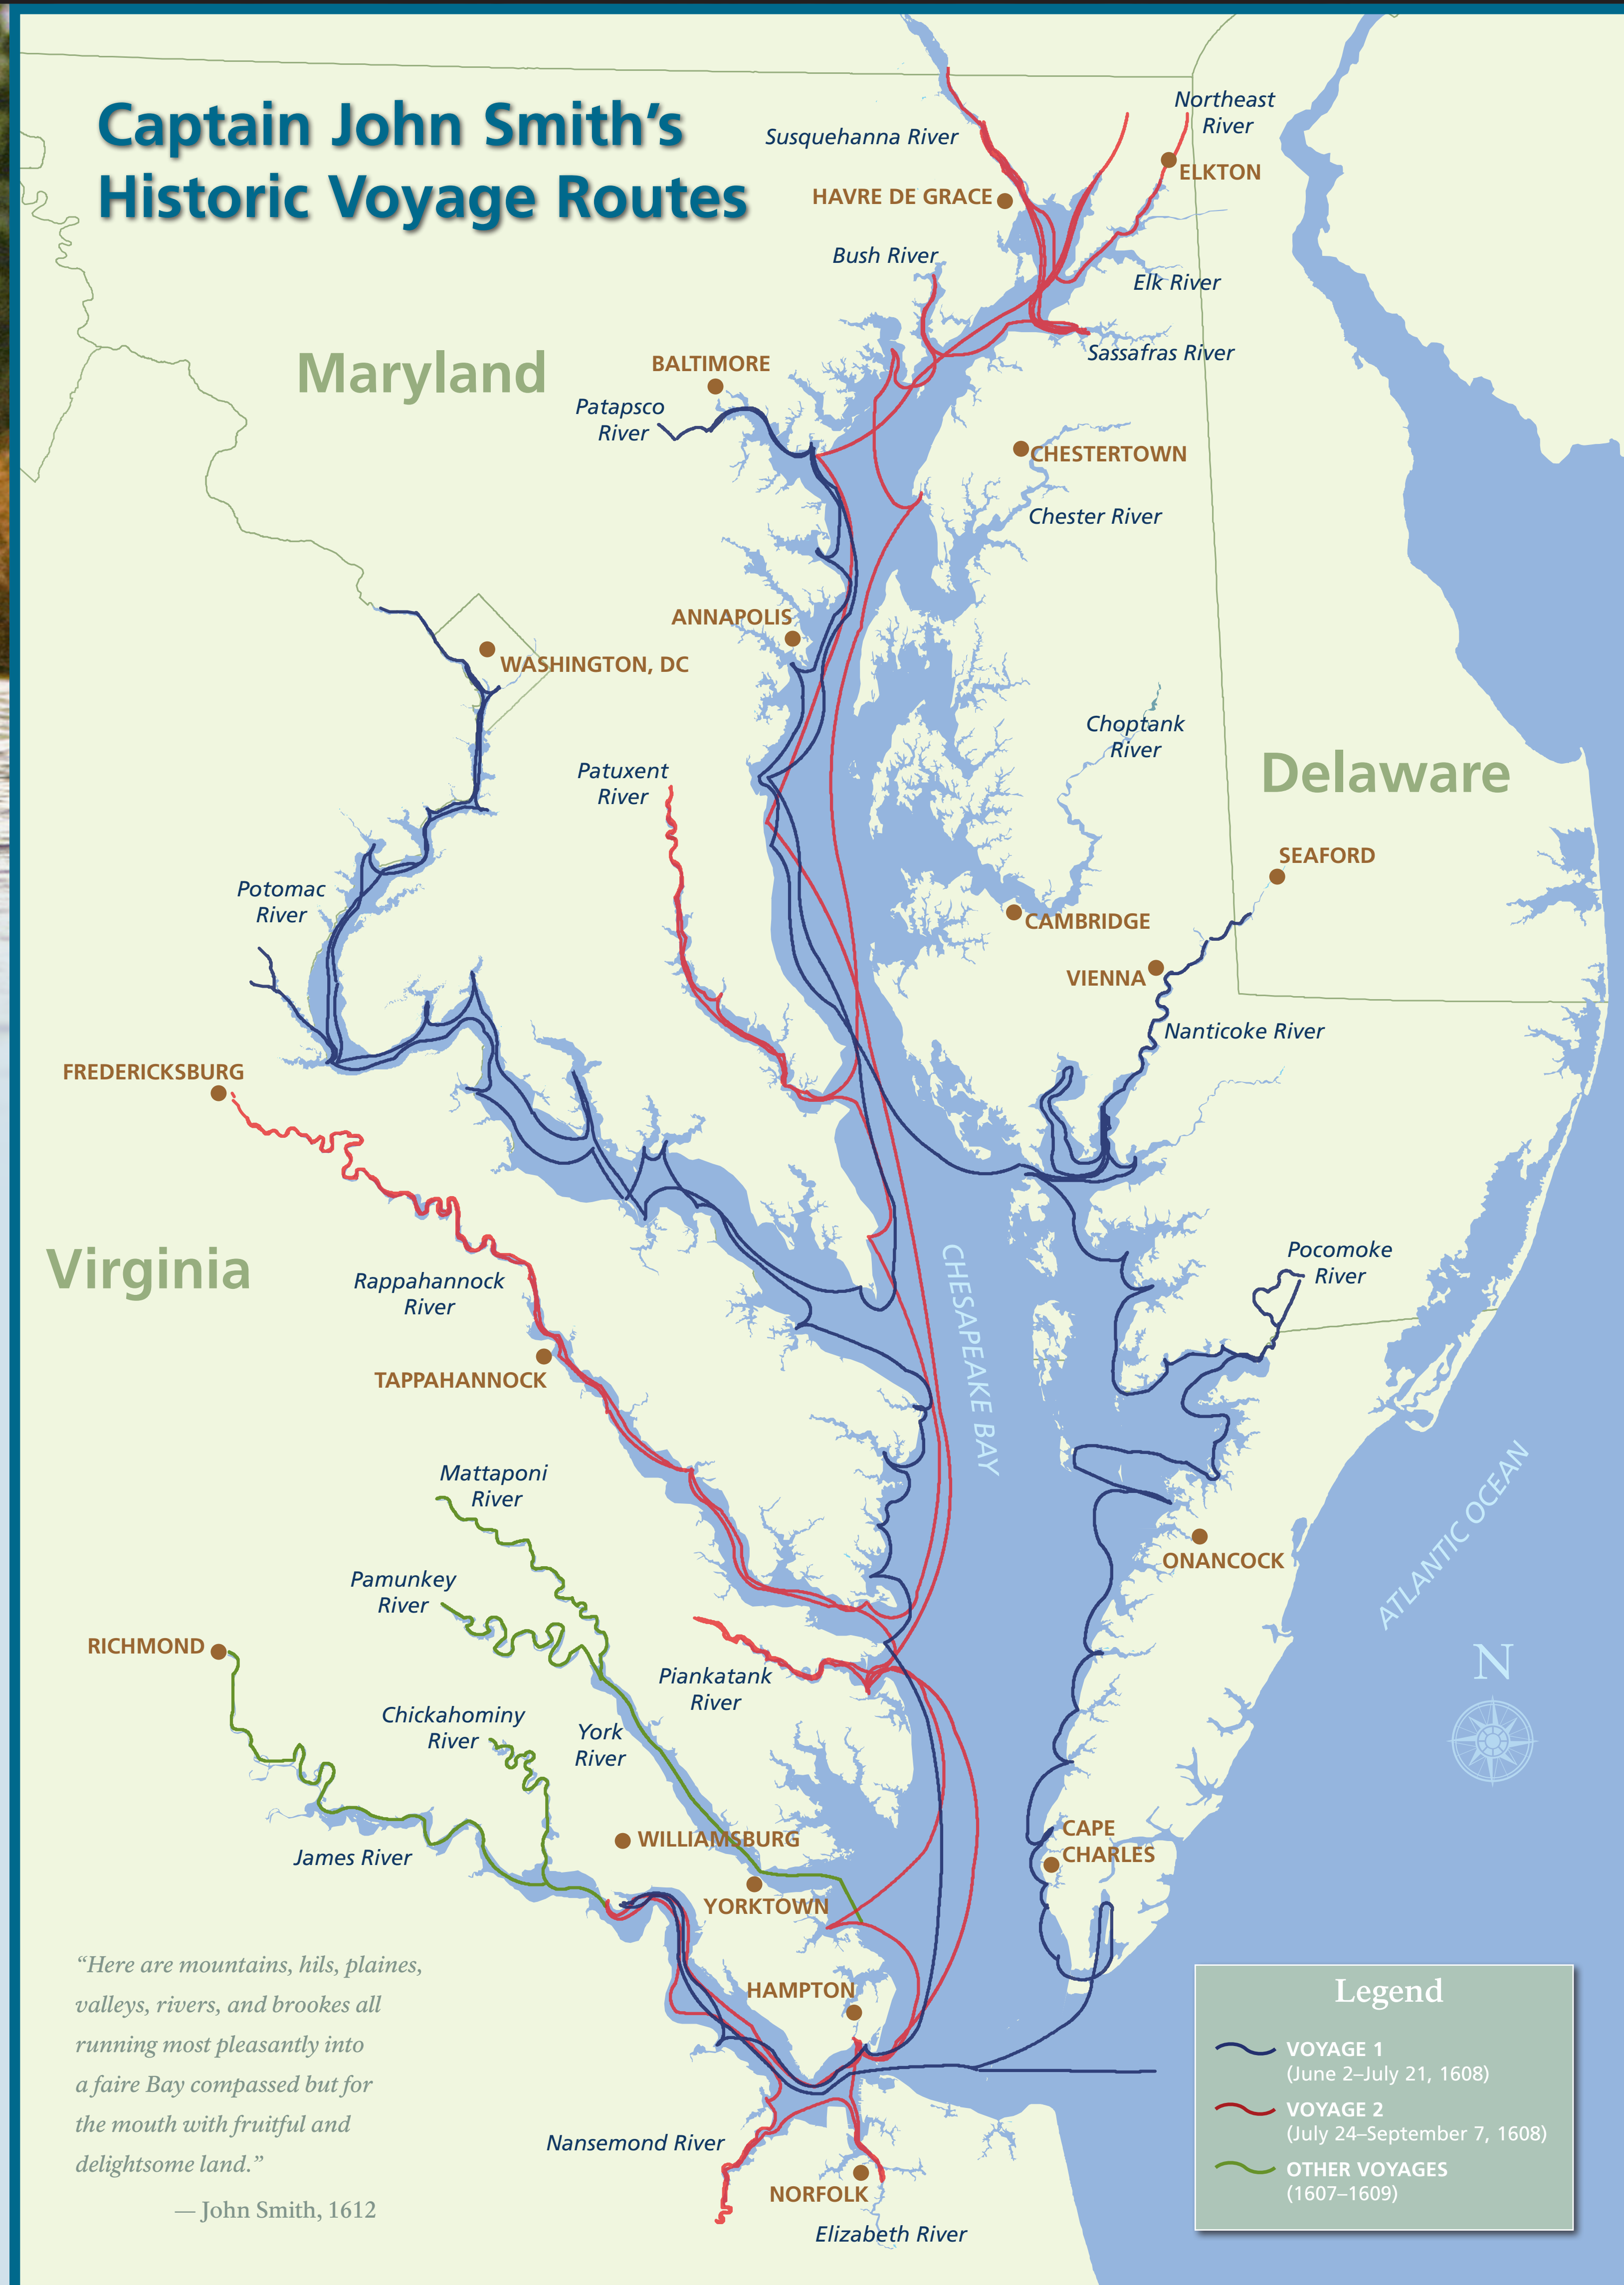 Captain John Smith's
Historic Voyage Routes
Northeast
River
Susquehanna River
ELKTON
HAVRE DE GRACE
Bush River
Elk River
Sassafras River
Maryland
BALTIMORE
Patapsco
River
CHESTERTOWN
Chester River
ANNAPOLIS
WASHINGTON, DC
Choptank
River
Delaware
Patuxent
River
SEAFORD
Potomac
River
CAMBRIDGE
VIENNA
Nanticoke River
FREDERICKSBURG
Virginia
Pocomoke
River
Rappahannock
River
CHESAPEAKE BAY
TAPPAHANNOCK
Mattaponi
River
ATLANTIC OCEAN
ONANCOCK
Pamunkey
River
RICHMOND
N
Piankatank
River
Chickahominy
River
York
River
CAPE
CHARLES
WILLIAMSBURG
James River
YORKTOWN
HAMPTON
“Here are mountains, hils, plaines,
valleys, rivers, and brookes all
running most pleasantly into
a faire Bay compassed but for
the mouth with fruitful and
delightsome land.”
— John Smith, 1612
Nansemond River
NORFOLK
Elizabeth River
Legend
VOYAGE 1
(June 2–July 21, 1608)
VOYAGE 2
(July 24–September 7, 1608)
OTHER VOYAGES
(1607–1609)